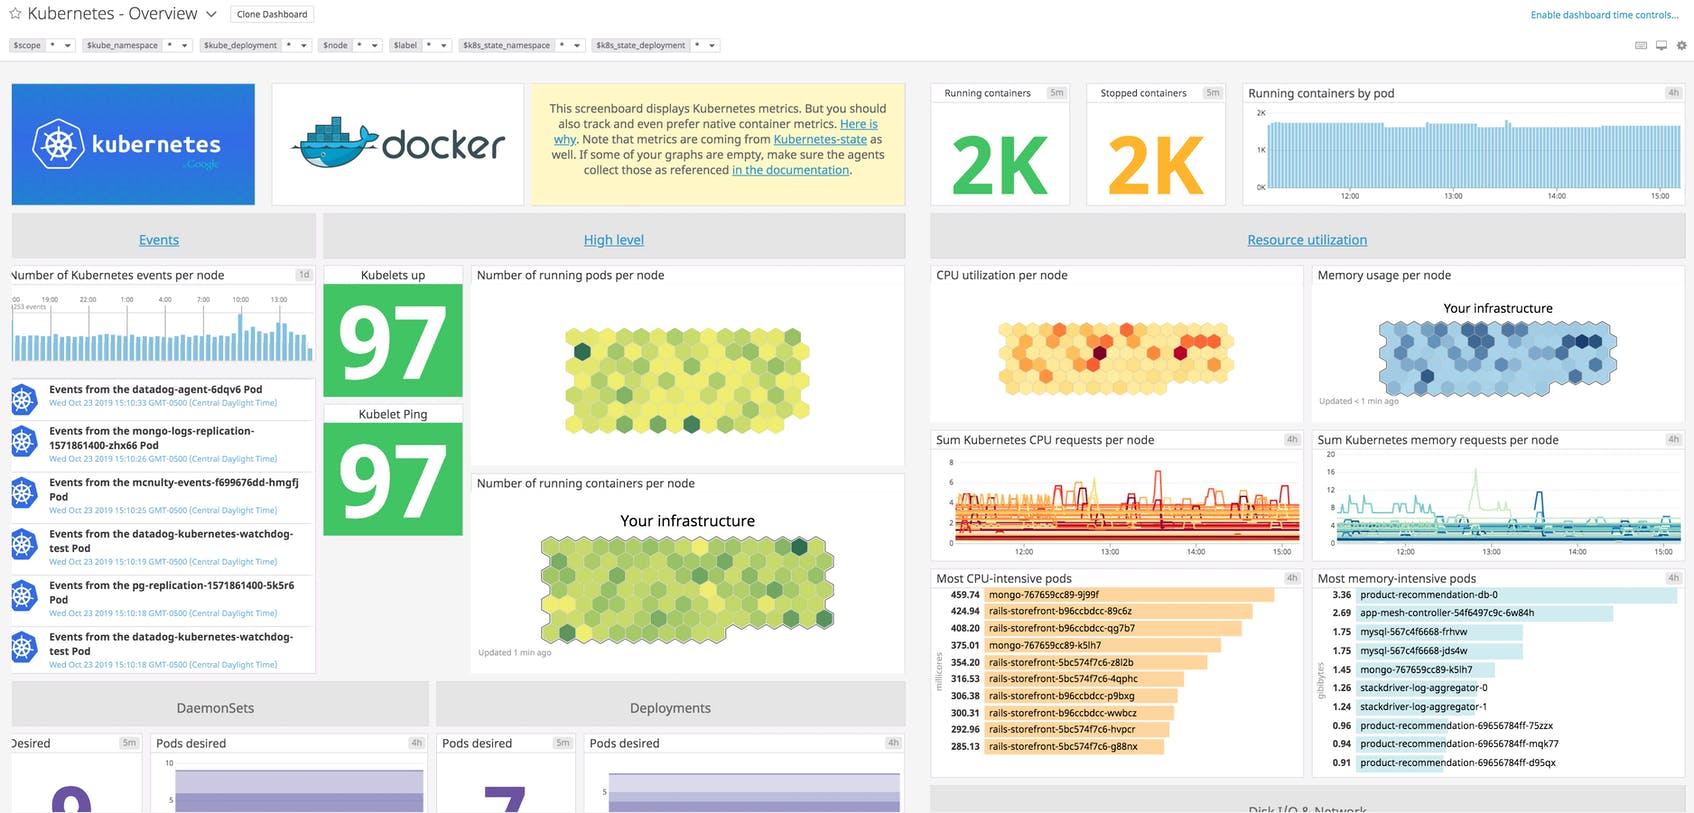 Kubernetes - Overview
Clone Dashboard
Enable dashboard time controls...
$scope * $kube_namespace * $kube_deployment * $node * $label * $k8s_state_namespace * $k8s_state_deployment *
kubernetes
by Google
docker
This screenboard displays Kubernetes metrics. But you should
also track and even prefer native container metrics. Here is
why. Note that metrics are coming from Kubernetes-state as
well. If some of your graphs are empty, make sure the agents
collect those as referenced in the documentation.
Running containers 5m
2K
Stopped containers 5m
2K
Running containers by pod 4h
2K
1K
0K
12:00 13:00 14:00 15:00
Events
High level
Resource utilization
Number of Kubernetes events per node 1d
:00 19:00 22:00 1:00 4:00 7:00 10:00 13:00
253 events
Events from the datadog-agent-6dqv6 Pod
Wed Oct 23 2019 15:10:33 GMT-0500 (Central Daylight Time)
Events from the mongo-logs-replication-
1571861400-zhx66 Pod
Wed Oct 23 2019 15:10:26 GMT-0500 (Central Daylight Time)
Events from the mcnulty-events-f699676dd-hmgfj
Pod
Wed Oct 23 2019 15:10:25 GMT-0500 (Central Daylight Time)
Events from the datadog-kubernetes-watchdog-
test Pod
Wed Oct 23 2019 15:10:19 GMT-0500 (Central Daylight Time)
Events from the pg-replication-1571861400-5k5r6
Pod
Wed Oct 23 2019 15:10:18 GMT-0500 (Central Daylight Time)
Events from the datadog-kubernetes-watchdog-
test Pod
Wed Oct 23 2019 15:10:18 GMT-0500 (Central Daylight Time)
Kubelets up
97
Kubelet Ping
97
Number of running pods per node
Number of running containers per node
Your infrastructure
Updated 1 min ago
CPU utilization per node
Memory usage per node
Your infrastructure
Updated < 1 min ago
Sum Kubernetes CPU requests per node 4h
8
6
4
2
0
12:00 13:00 14:00 15:00
Sum Kubernetes memory requests per node 4h
20
16
12
8
4
0
12:00 13:00 14:00 15:00
Most CPU-intensive pods 4h
millicores
459.74 mongo-767659cc89-9j99f
424.94 rails-storefront-b96ccbdcc-89c6z
408.20 rails-storefront-b96ccbdcc-qg7b7
375.01 mongo-767659cc89-k5lh7
354.20 rails-storefront-5bc574f7c6-z8l2b
316.53 rails-storefront-5bc574f7c6-4qphc
306.38 rails-storefront-b96ccbdcc-p9bxg
300.31 rails-storefront-b96ccbdcc-wwbcz
292.96 rails-storefront-5bc574f7c6-hvpcr
285.13 rails-storefront-5bc574f7c6-g88nx
Most memory-intensive pods 4h
gibibytes
3.36 product-recommendation-db-0
2.69 app-mesh-controller-54f6497c9c-6w84h
1.75 mysql-567c4f6668-frhvw
1.75 mysql-567c4f6668-jds4w
1.45 mongo-767659cc89-k5lh7
1.26 stackdriver-log-aggregator-0
1.24 stackdriver-log-aggregator-1
0.96 product-recommendation-69656784ff-75zzx
0.94 product-recommendation-69656784ff-mqk77
0.91 product-recommendation-69656784ff-d95qx
DaemonSets
Deployments
Desired 5m
9
Pods desired 4h
10
5
Pods desired 5m
7
Pods desired 4h
5
Disk I/O & Network